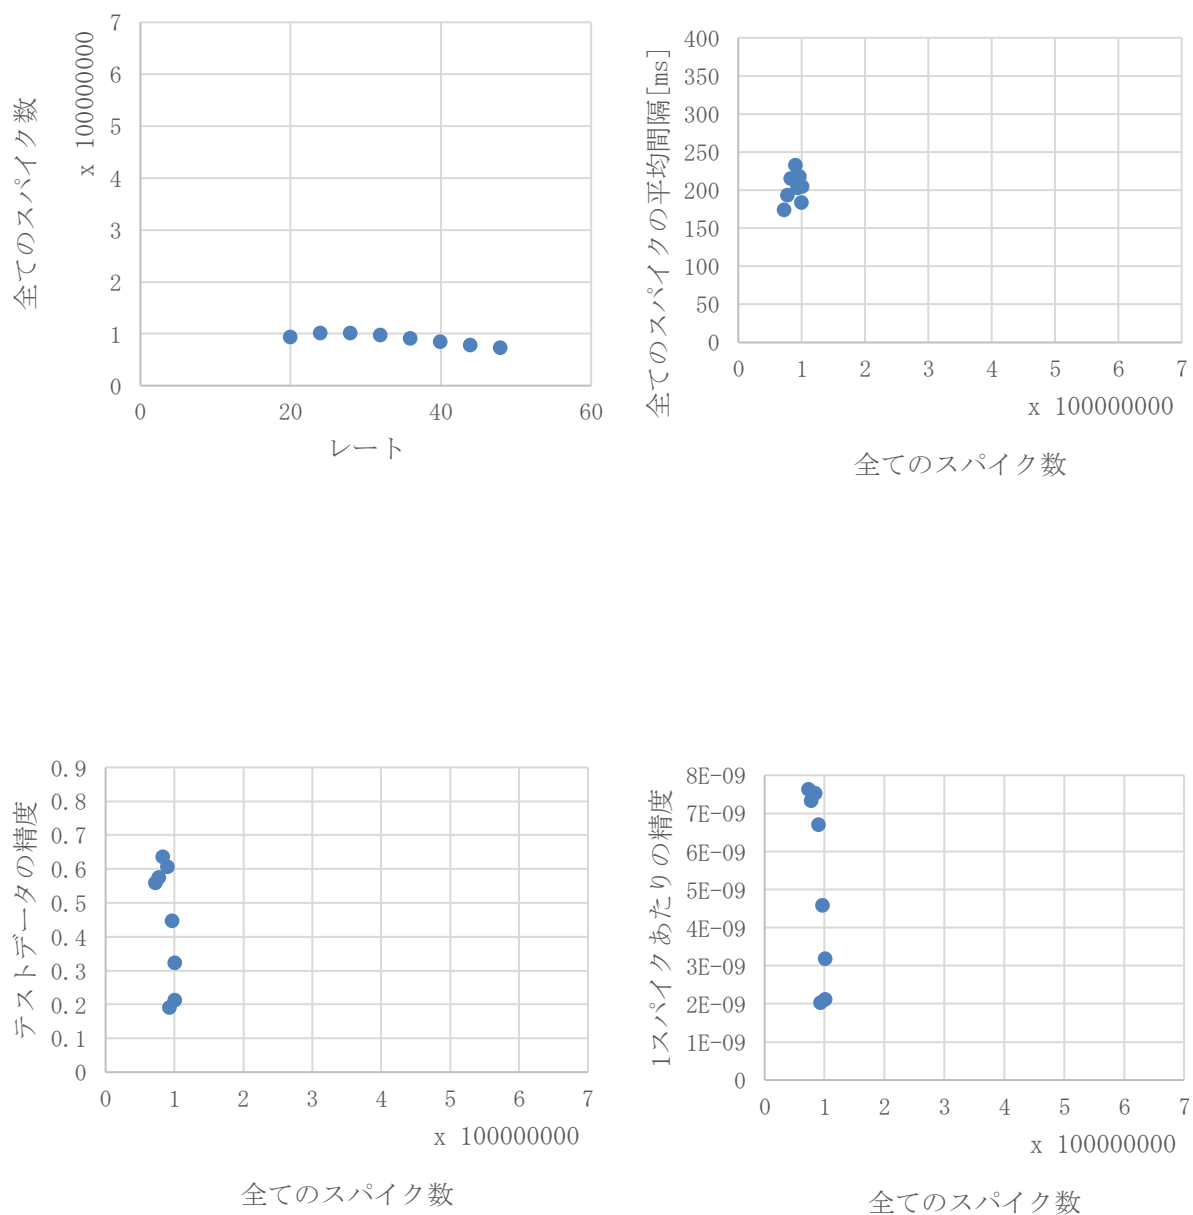 全てのスパイク数
x 100000000
7
6
5
4
3
2
1
0
0 20 40 60
レート
全てのスパイクの平均間隔[ms]
400
350
300
250
200
150
100
50
0
0 1 2 3 4 5 6 7
x 100000000
全てのスパイク数
テストデータの精度
0.9
0.8
0.7
0.6
0.5
0.4
0.3
0.2
0.1
0
0 1 2 3 4 5 6 7
x 100000000
全てのスパイク数
1スパイクあたりの精度
8E-09
7E-09
6E-09
5E-09
4E-09
3E-09
2E-09
1E-09
0
0 1 2 3 4 5 6 7
x 100000000
全てのスパイク数